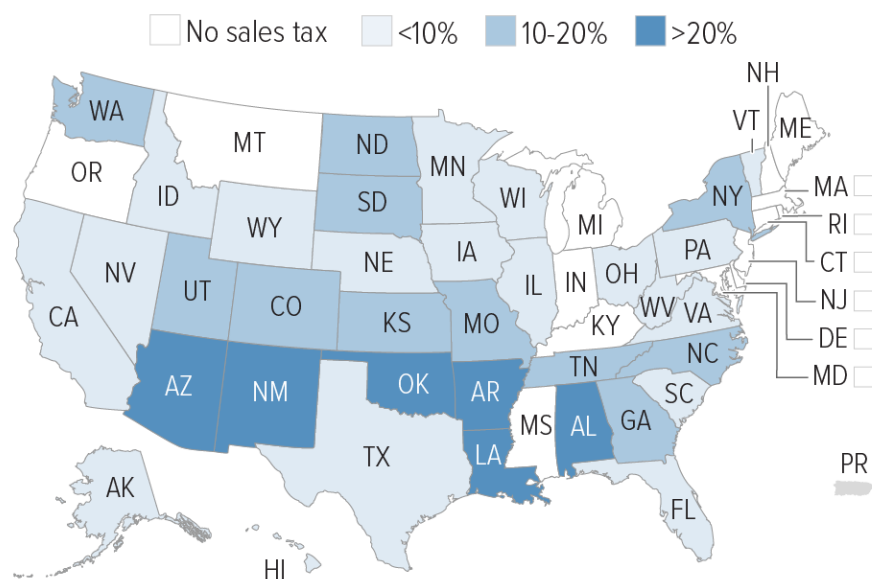 No sales tax <10% 10-20% >20%
NH
WA
MT
ND
MN
VT
ME
OR
ID
SD
WI
MI
NY
MA
WY
RI
NV
NE
IA
PA
CT
CA
UT
CO
KS
MO
IL
IN
OH
WV
VA
NJ
KY
DE
AZ
NM
OK
AR
TN
NC
MD
MS
AL
GA
SC
TX
LA
PR
AK
FL
HI